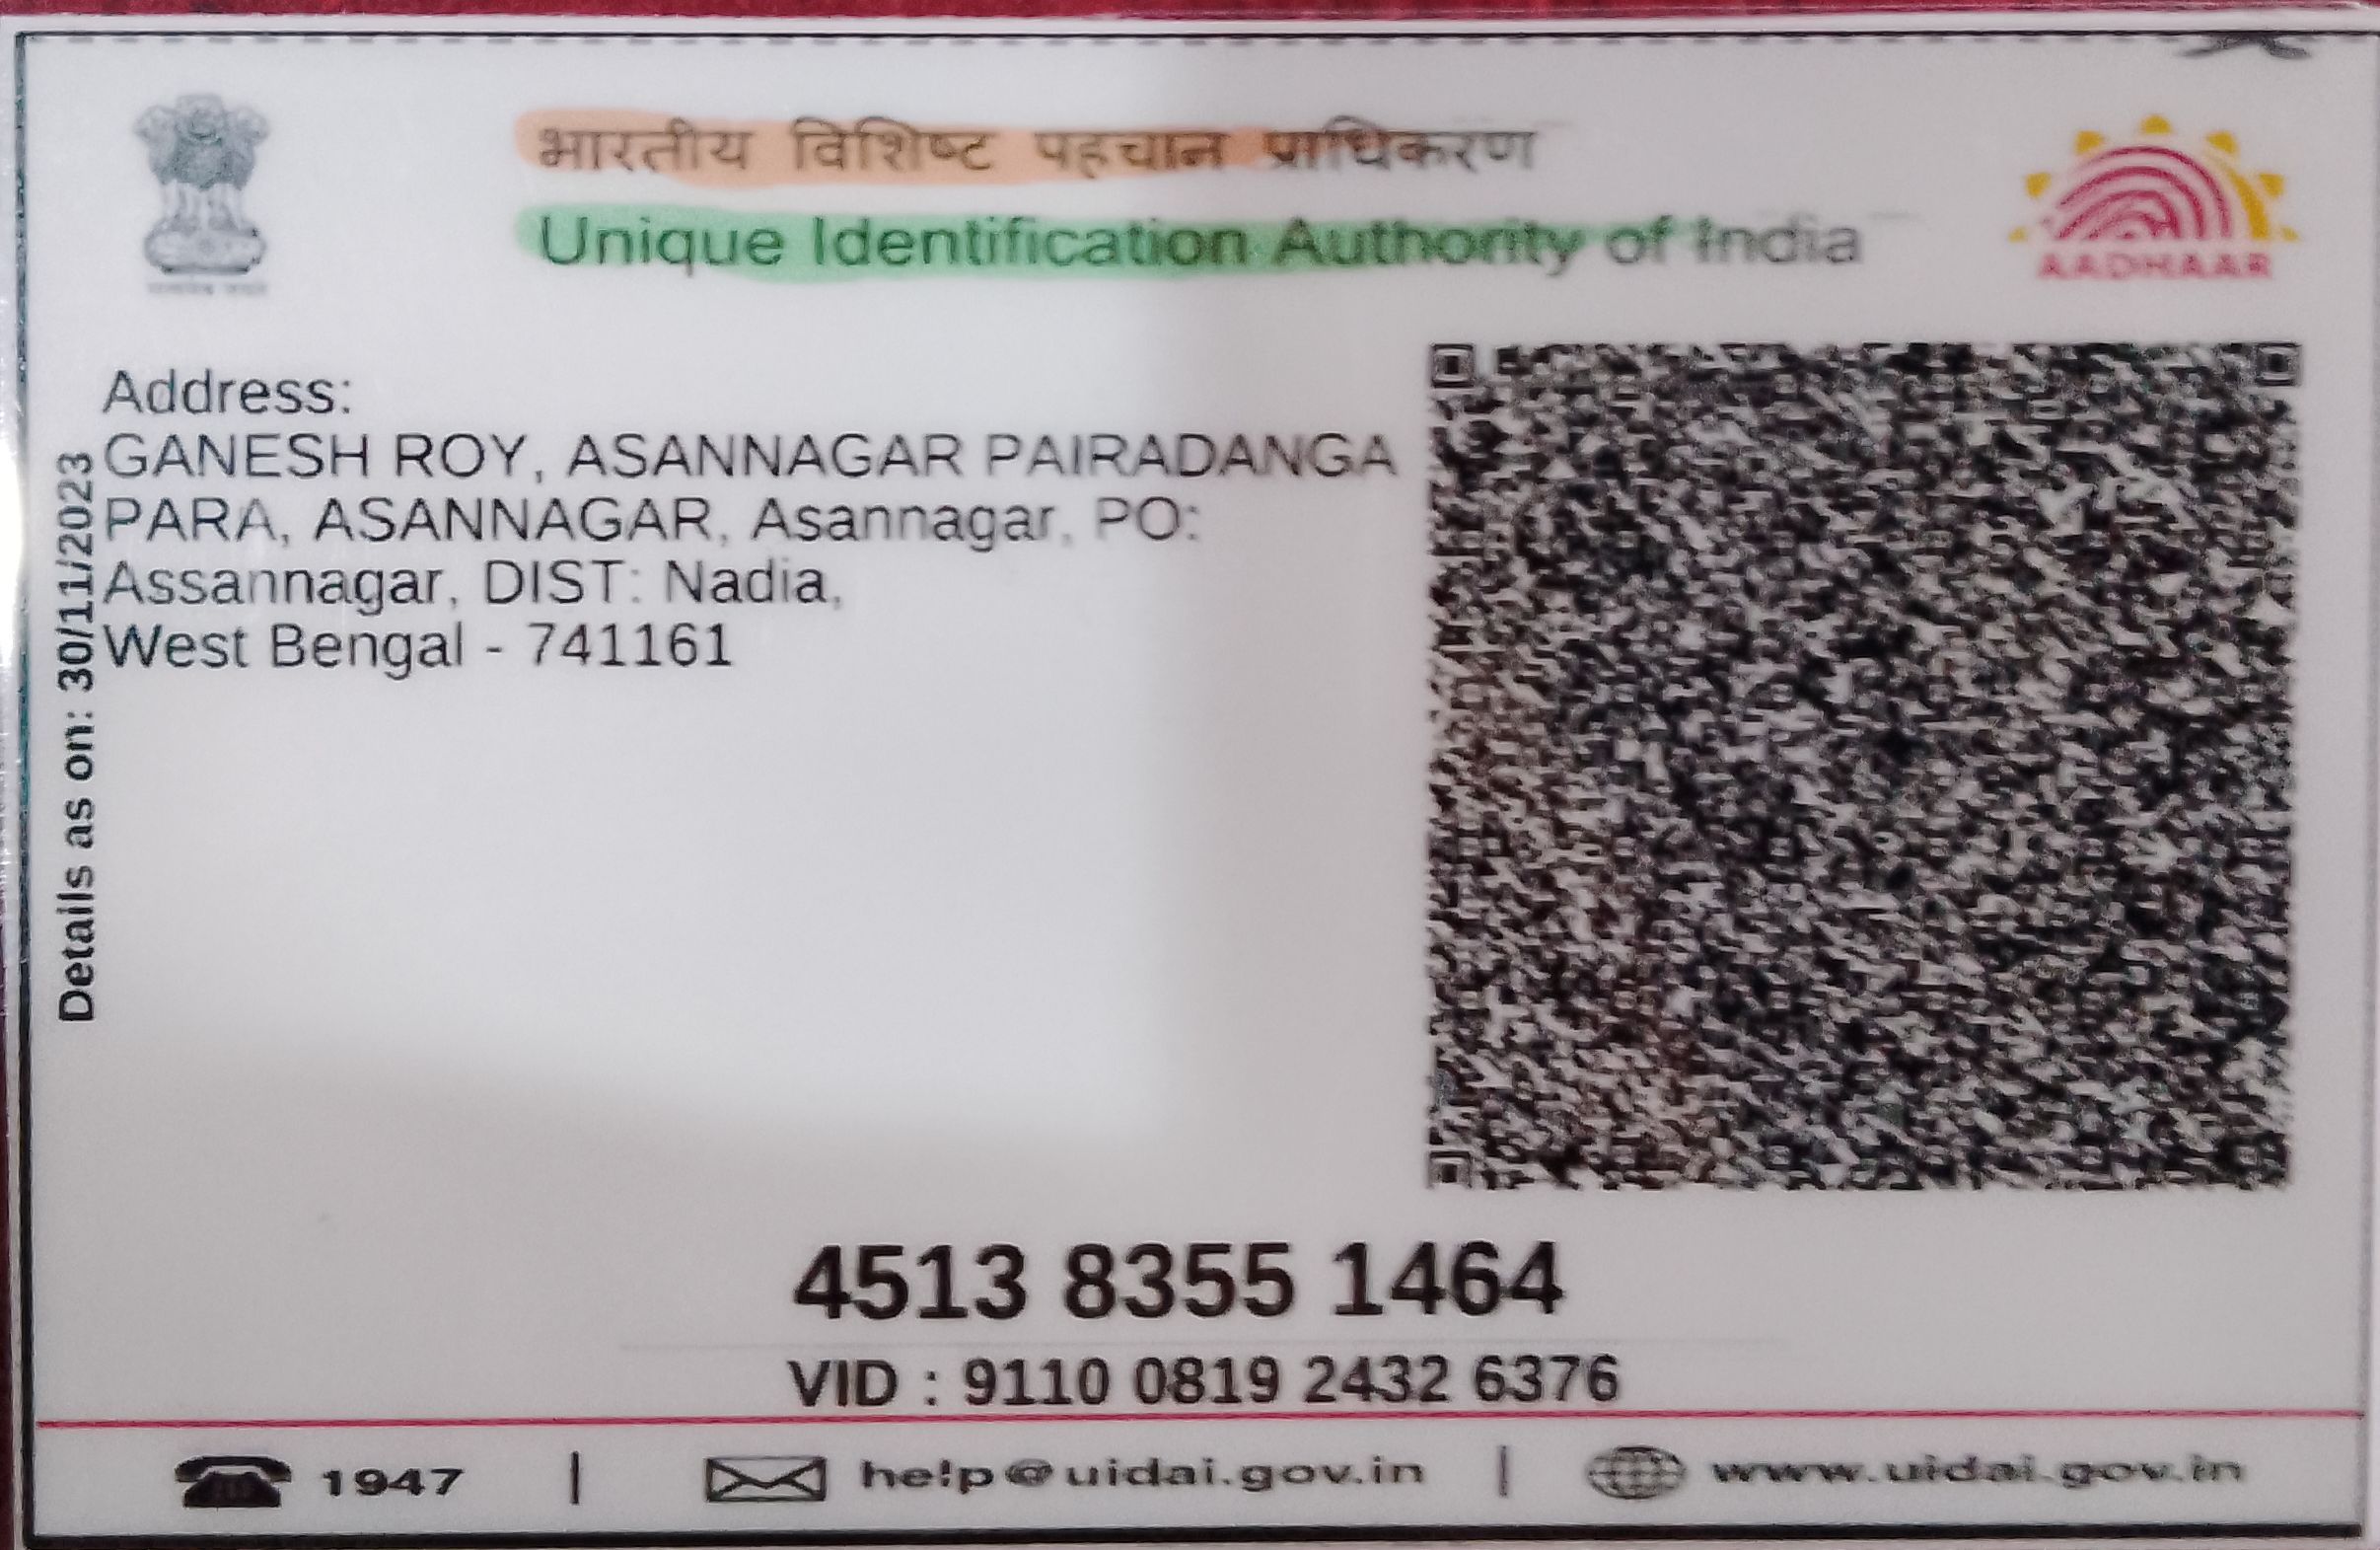 भारतीय विशिष्ट पहचान प्राधिकरण
Unique Identification Authority of India
AADHAAR
Details as on: 30/11/2023
Address:
GANESH ROY, ASANNAGAR PAIRADANGA
PARA, ASANNAGAR, Asannagar, PO:
Assannagar, DIST: Nadia,
West Bengal - 741161
4513 8355 1464
VID : 9110 0819 2432 6376
1947 | help@uidai.gov.in | www.uidai.gov.in